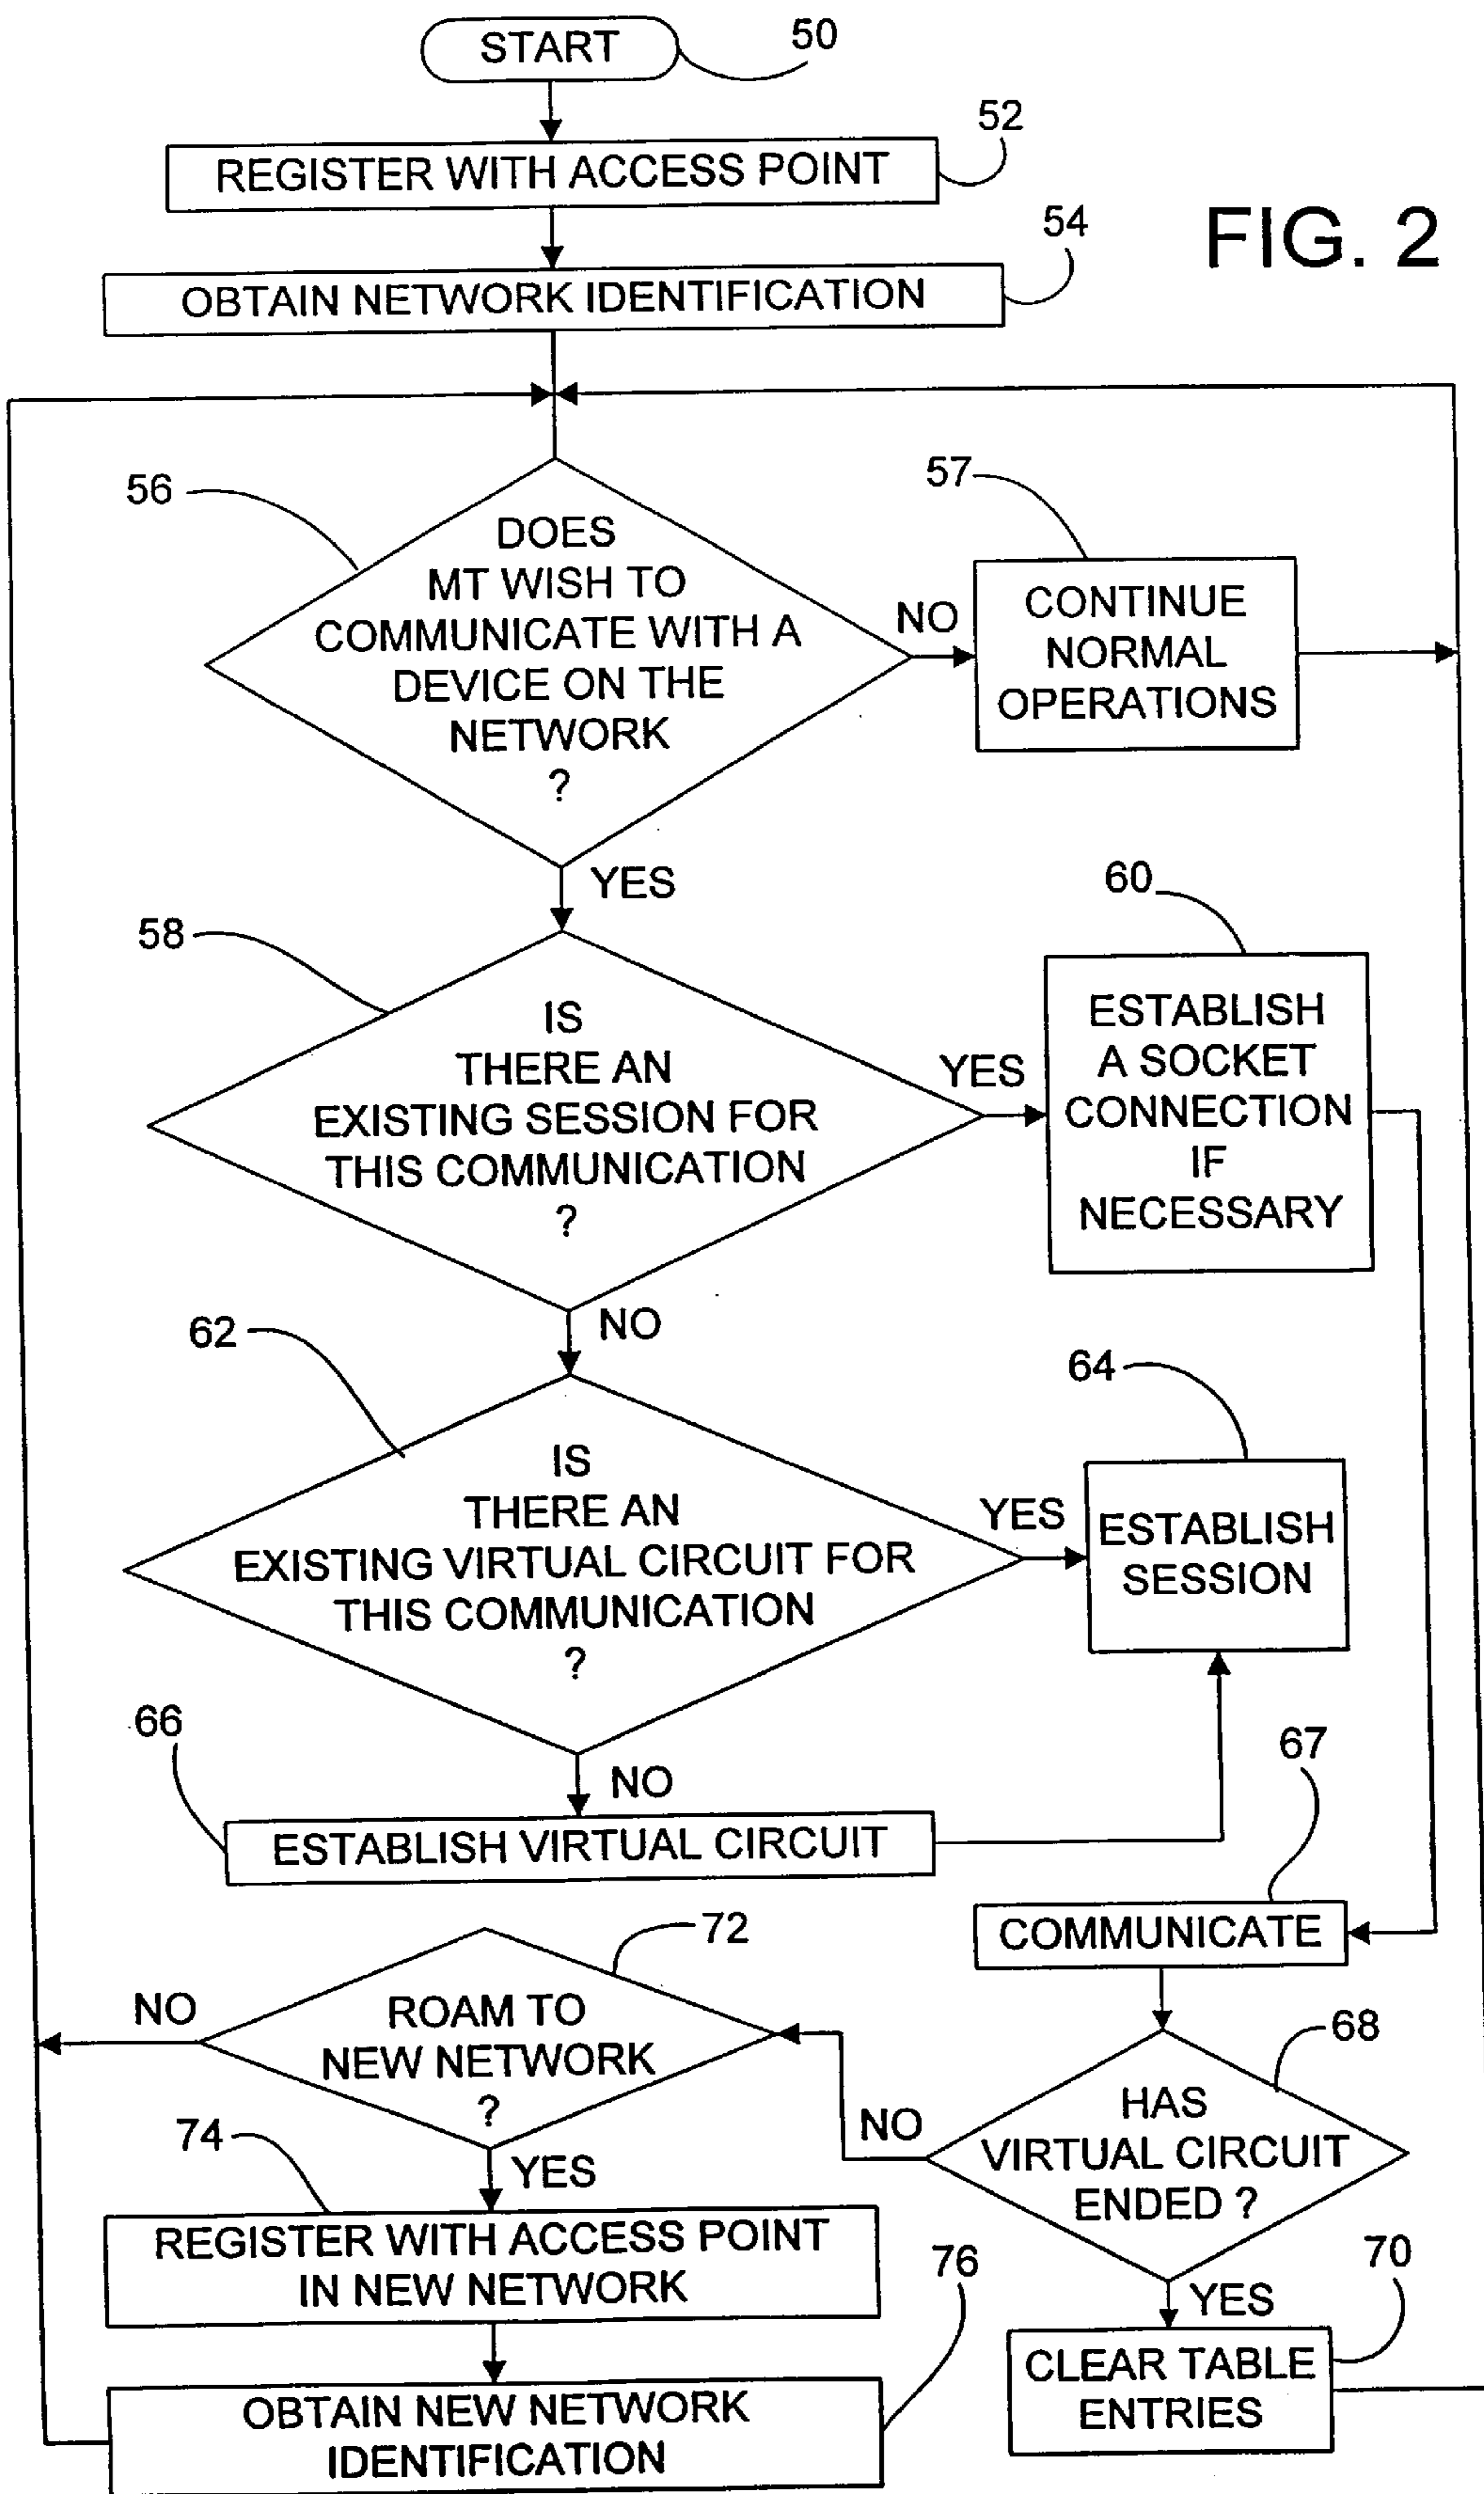 START
50
52
REGISTER WITH ACCESS POINT
54
FIG. 2
OBTAIN NETWORK IDENTIFICATION
56
57
DOES
MT WISH TO
COMMUNICATE WITH A
DEVICE ON THE
NETWORK
?
NO
CONTINUE
NORMAL
OPERATIONS
YES
58
60
IS
THERE AN
EXISTING SESSION FOR
THIS COMMUNICATION
?
YES
ESTABLISH
A SOCKET
CONNECTION
IF
NECESSARY
NO
62
64
IS
THERE AN
EXISTING VIRTUAL CIRCUIT FOR
THIS COMMUNICATION
?
YES
ESTABLISH
SESSION
66
NO
67
ESTABLISH VIRTUAL CIRCUIT
72
COMMUNICATE
NO
ROAM TO
NEW NETWORK
?
68
HAS
VIRTUAL CIRCUIT
ENDED ?
NO
74
YES
REGISTER WITH ACCESS POINT
IN NEW NETWORK
76
70
YES
CLEAR TABLE
ENTRIES
OBTAIN NEW NETWORK
IDENTIFICATION